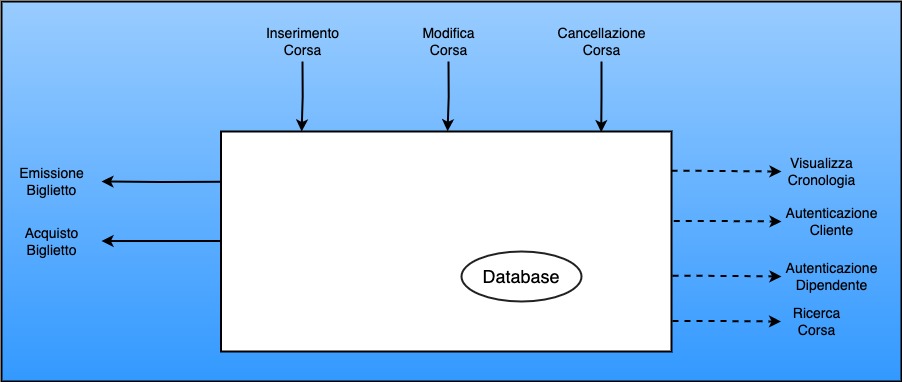 Inserimento
Corsa
Modifica
Corsa
Cancellazione
Corsa
Emissione
Biglietto
Acquisto
Biglietto
Database
Visualizza
Cronologia
Autenticazione
Cliente
Autenticazione
Dipendente
Ricerca
Corsa